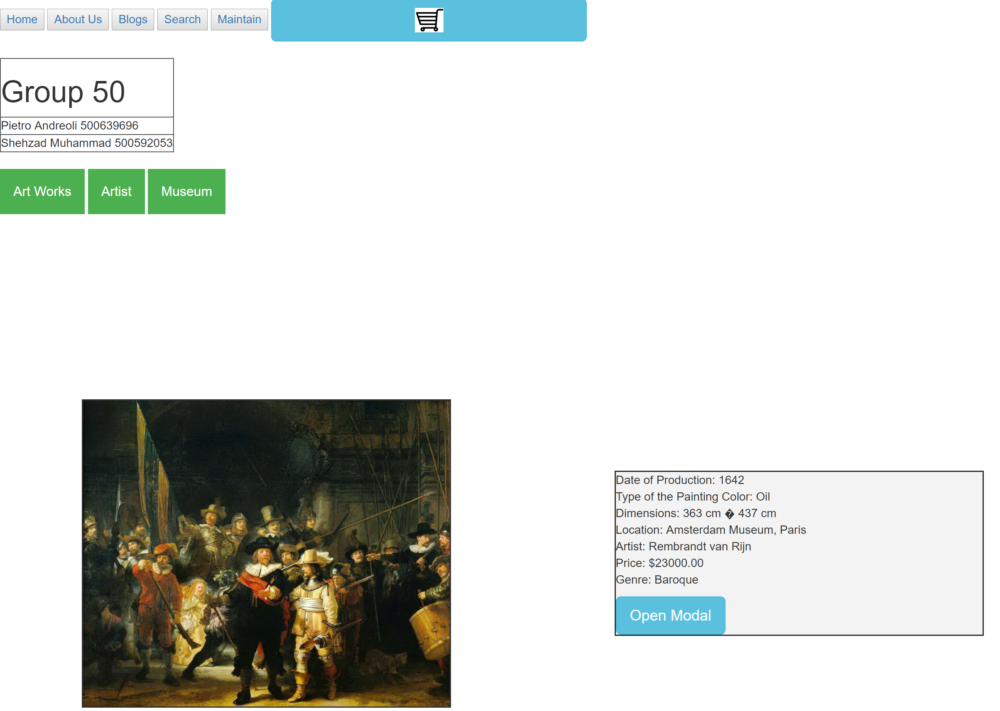 Home About Us Blogs Search Maintain
Group 50
Pietro Andreoli 500639696
Shehzad Muhammad 500592053
Art Works Artist Museum
Date of Production: 1642
Type of the Painting Color: Oil
Dimensions: 363 cm � 437 cm
Location: Amsterdam Museum, Paris
Artist: Rembrandt van Rijn
Price: $23000.00
Genre: Baroque
Open Modal